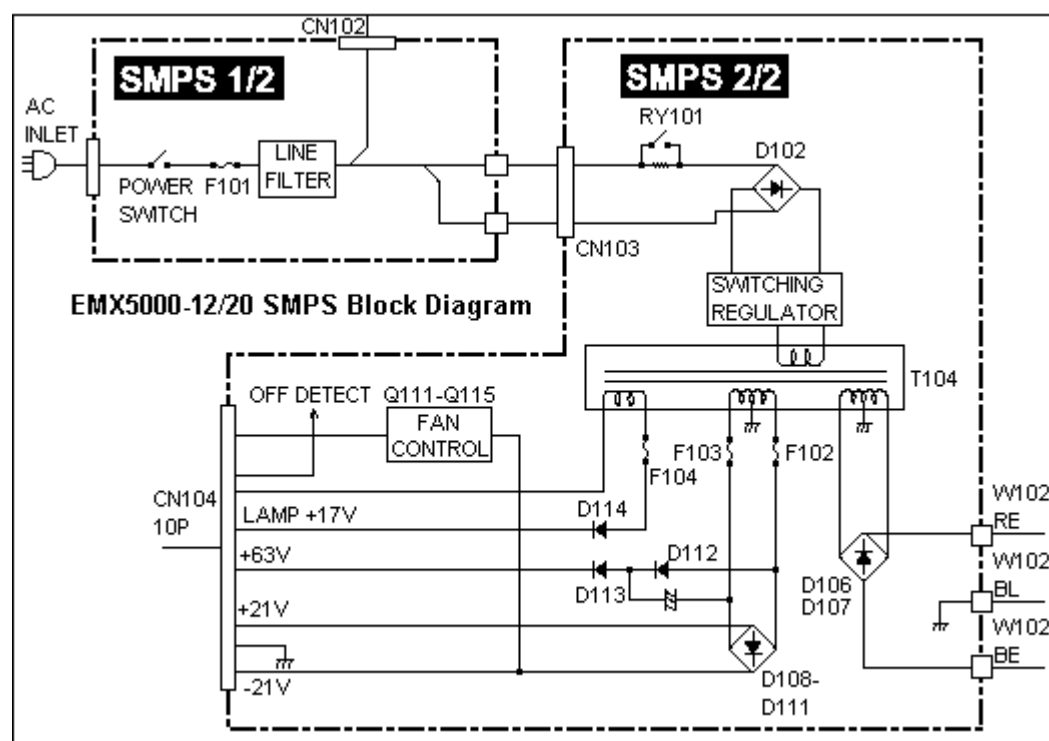 CN102
SMPS 1/2
SMPS 2/2
AC
INLET
RY101
D102
LINE
FILTER
POWER
SWITCH
F101
CN103
EMX5000-12/20 SMPS Block Diagram
SWITCHING
REGULATOR
T104
OFF DETECT
Q111-Q115
FAN
CONTROL
F103
F102
F104
CN104
10P
LAMP +17V
D114
W102
RE
+63V
D112
D113
D106
D107
W102
BL
+21V
W102
BE
-21V
D108-
D111